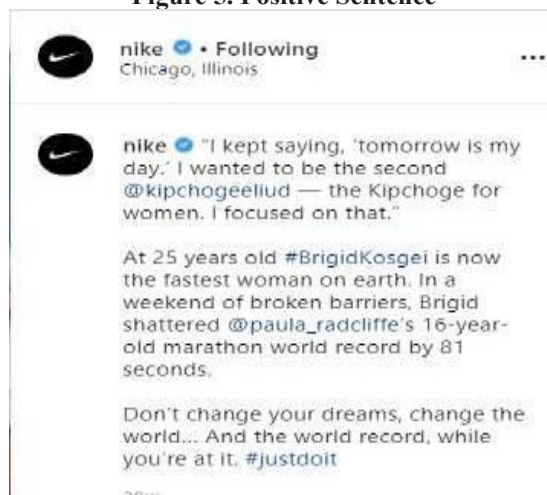 Figure 3. Positive Sentence
nike • Following
Chicago, Illinois
...
nike "I kept saying, 'tomorrow is my
day.' I wanted to be the second
@kipchogeeliud — the Kipchoge for
women. I focused on that."
At 25 years old #BrigidKosgei is now
the fastest woman on earth. In a
weekend of broken barriers, Brigid
shattered @paula_radcliffe's 16-year-
old marathon world record by 81
seconds.
Don't change your dreams, change the
world... And the world record, while
you're at it. #justdoit